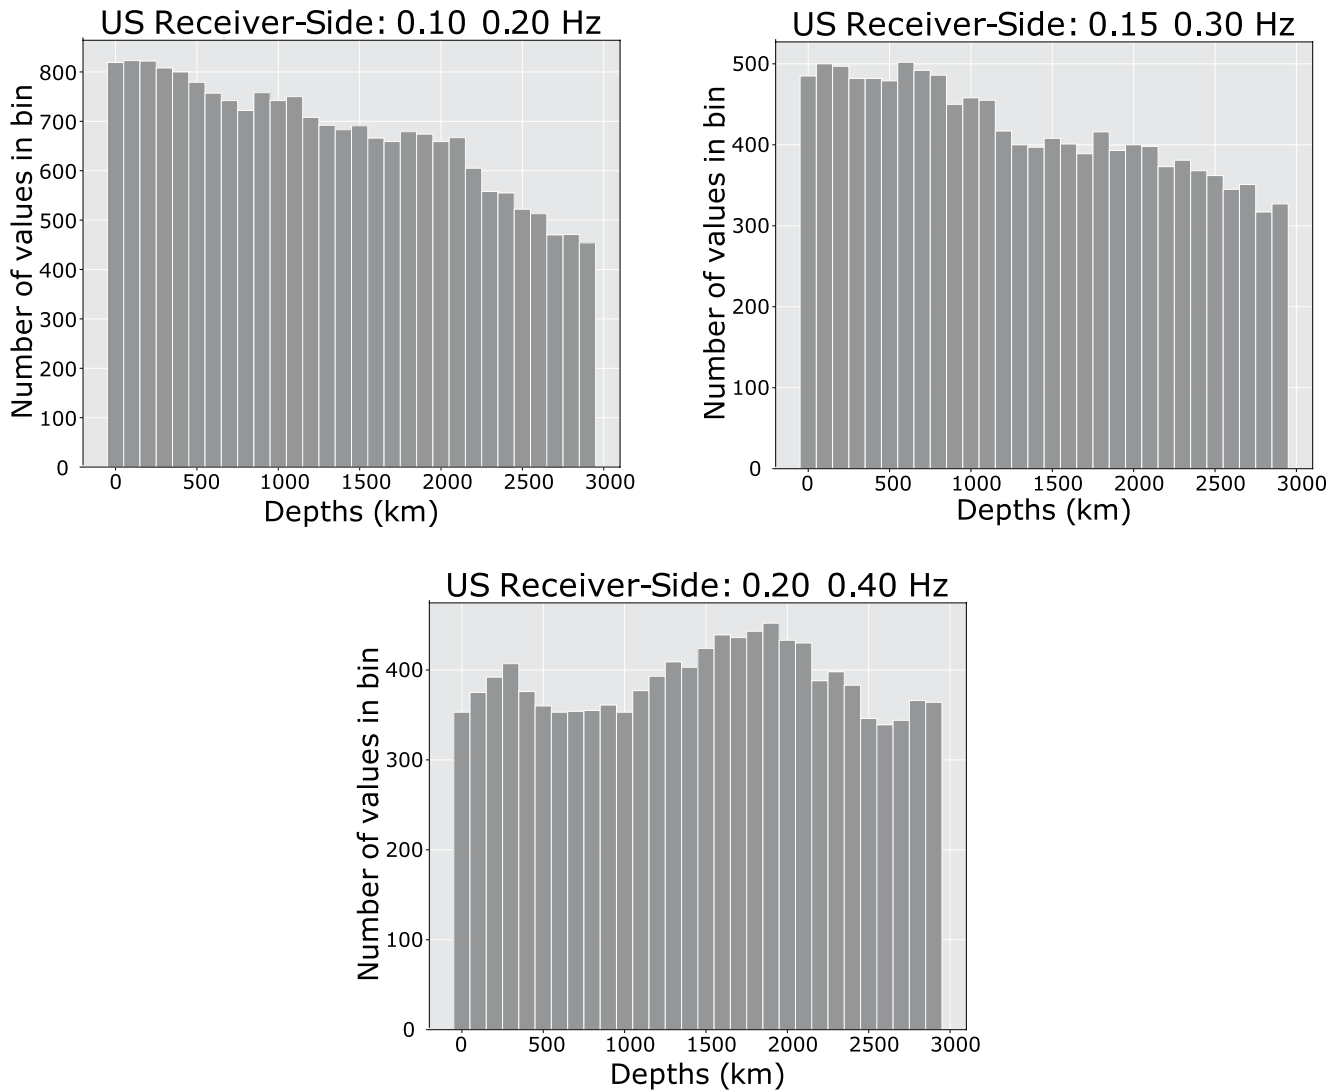 US Receiver-Side: 0.10 0.20 Hz
Number of values in bin
800
700
600
500
400
300
200
100
0
0 500 1000 1500 2000 2500 3000
Depths (km)
US Receiver-Side: 0.15 0.30 Hz
Number of values in bin
500
400
300
200
100
0
0 500 1000 1500 2000 2500 3000
Depths (km)
US Receiver-Side: 0.20 0.40 Hz
Number of values in bin
400
300
200
100
0
0 500 1000 1500 2000 2500 3000
Depths (km)